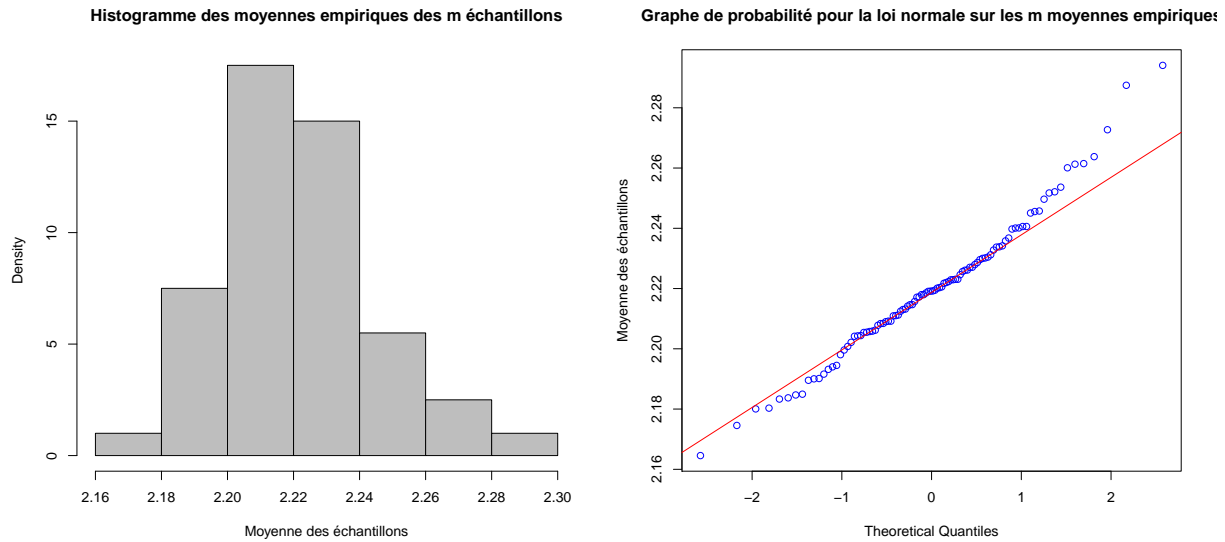 Histogramme des moyennes empiriques des m échantillons
Density
15
10
5
0
2.16 2.18 2.20 2.22 2.24 2.26 2.28 2.30
Moyenne des échantillons
Graphe de probabilité pour la loi normale sur les m moyennes empiriques
Moyenne des échantillons
2.28
2.26
2.24
2.22
2.20
2.18
2.16
−2 −1 0 1 2
Theoretical Quantiles